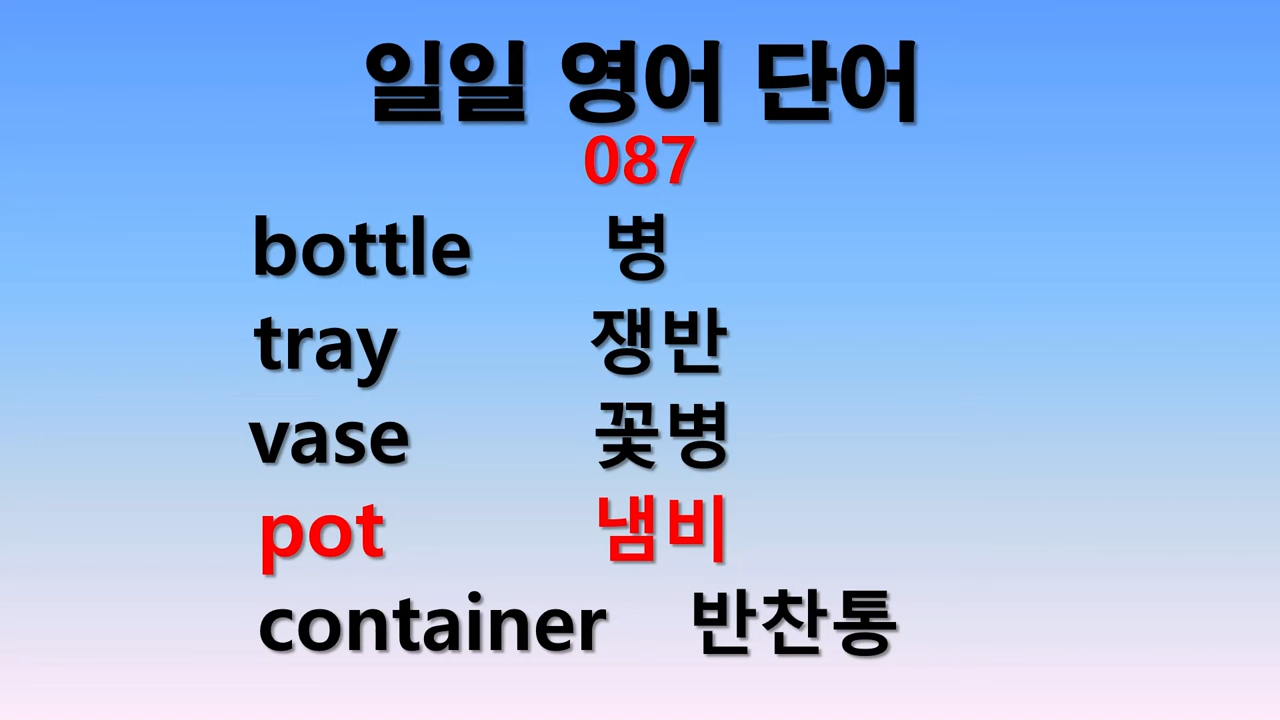 일일 영어 단어
087
bottle 병
tray 쟁반
vase 꽃병
pot 냄비
container 반찬통